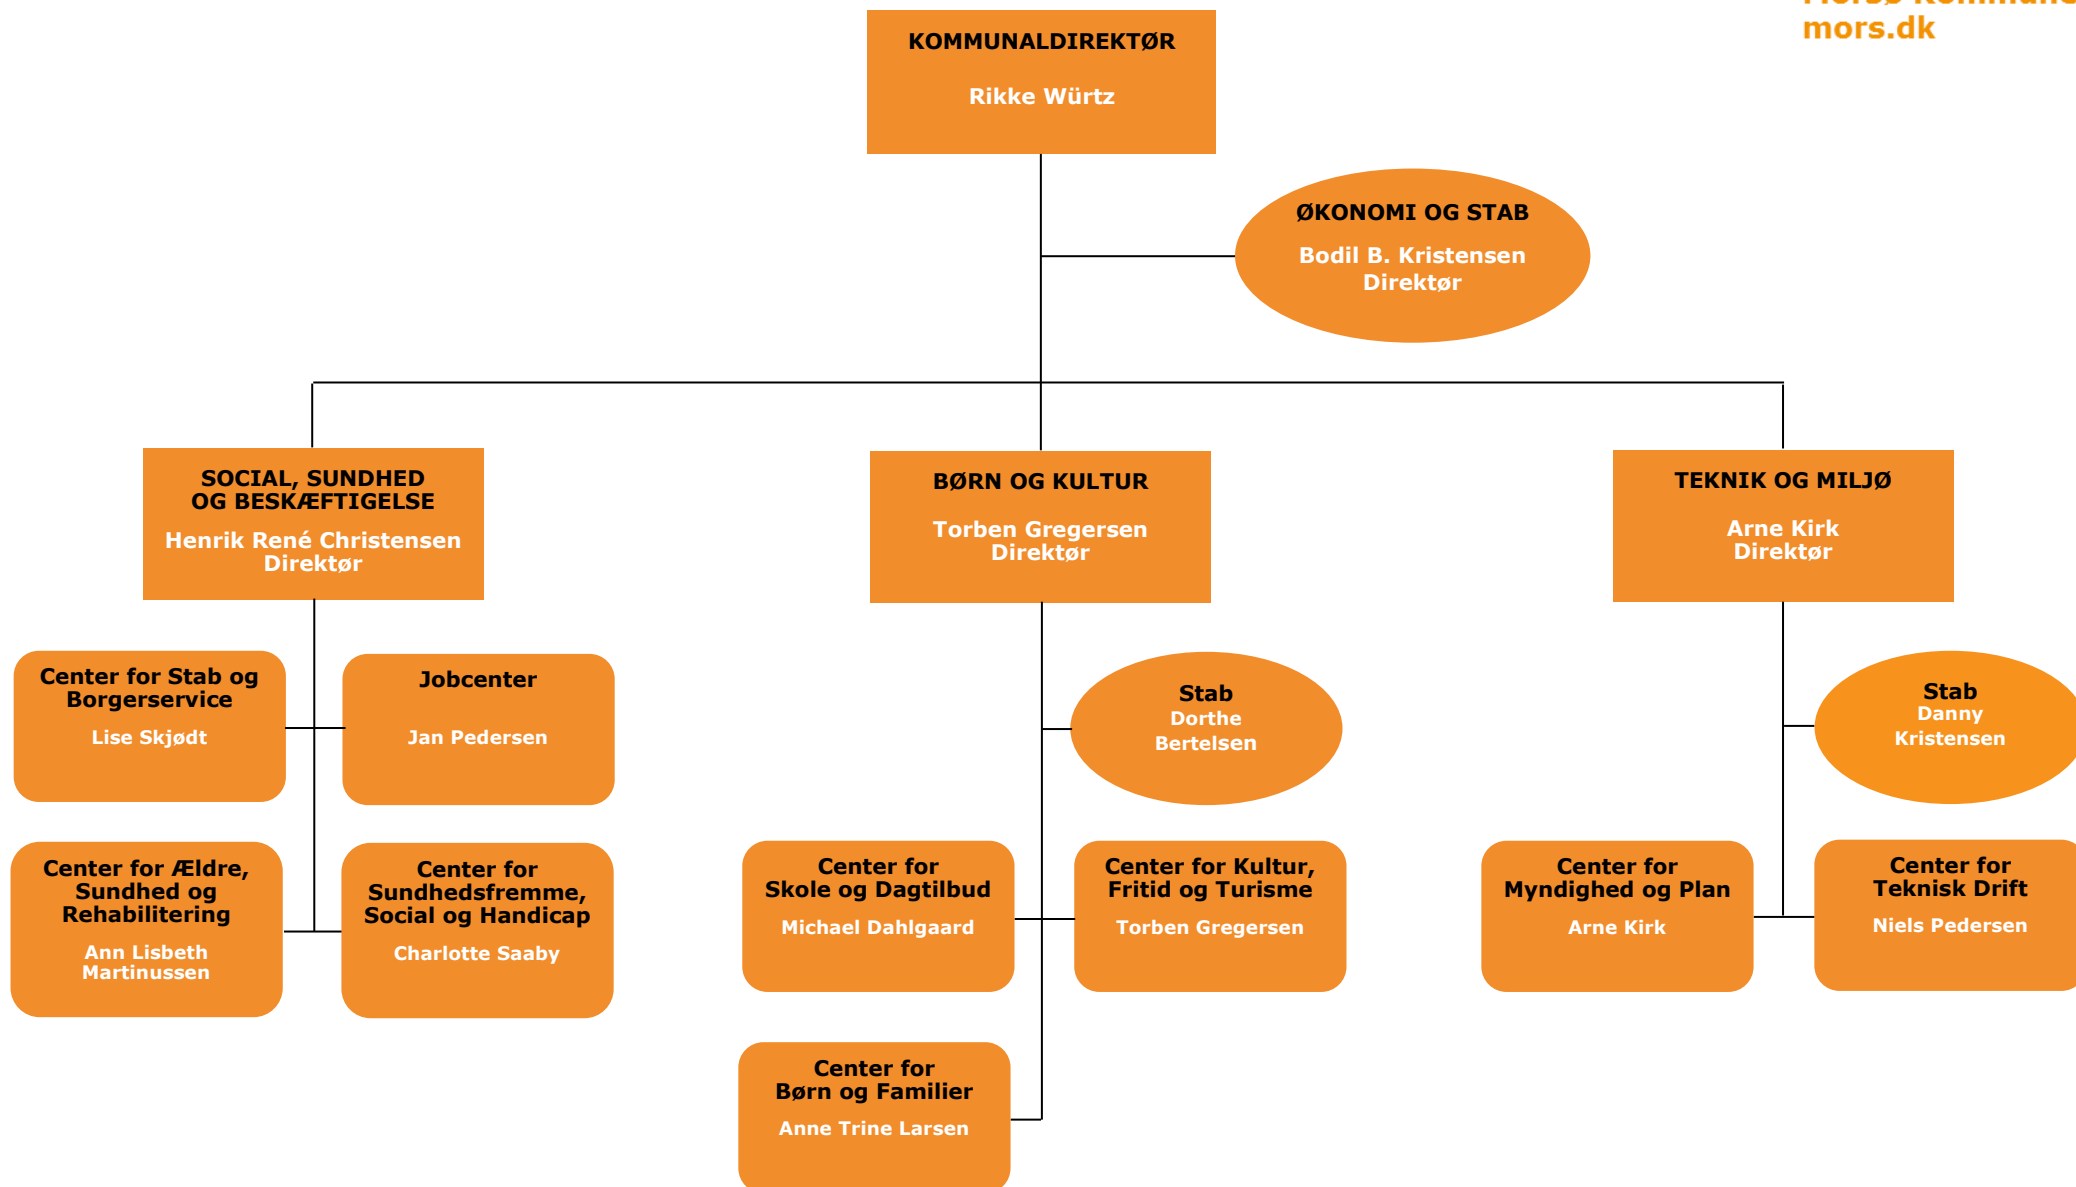 Morsø Kommune
mors.dk
KOMMUNALDIREKTØR
Rikke Würtz
ØKONOMI OG STAB
Bodil B. Kristensen
Direktør
SOCIAL, SUNDHED
OG BESKÆFTIGELSE
Henrik René Christensen
Direktør
BØRN OG KULTUR
Torben Gregersen
Direktør
TEKNIK OG MILJØ
Arne Kirk
Direktør
Center for Stab og
Borgerservice
Lise Skjødt
Jobcenter
Jan Pedersen
Stab
Dorthe
Bertelsen
Stab
Danny
Kristensen
Center for Ældre,
Sundhed og
Rehabilitering
Ann Lisbeth
Martinussen
Center for
Sundhedsfremme,
Social og Handicap
Charlotte Saaby
Center for
Skole og Dagtilbud
Michael Dahlgaard
Center for Kultur,
Fritid og Turisme
Torben Gregersen
Center for
Myndighed og Plan
Arne Kirk
Center for
Teknisk Drift
Niels Pedersen
Center for
Børn og Familier
Anne Trine Larsen